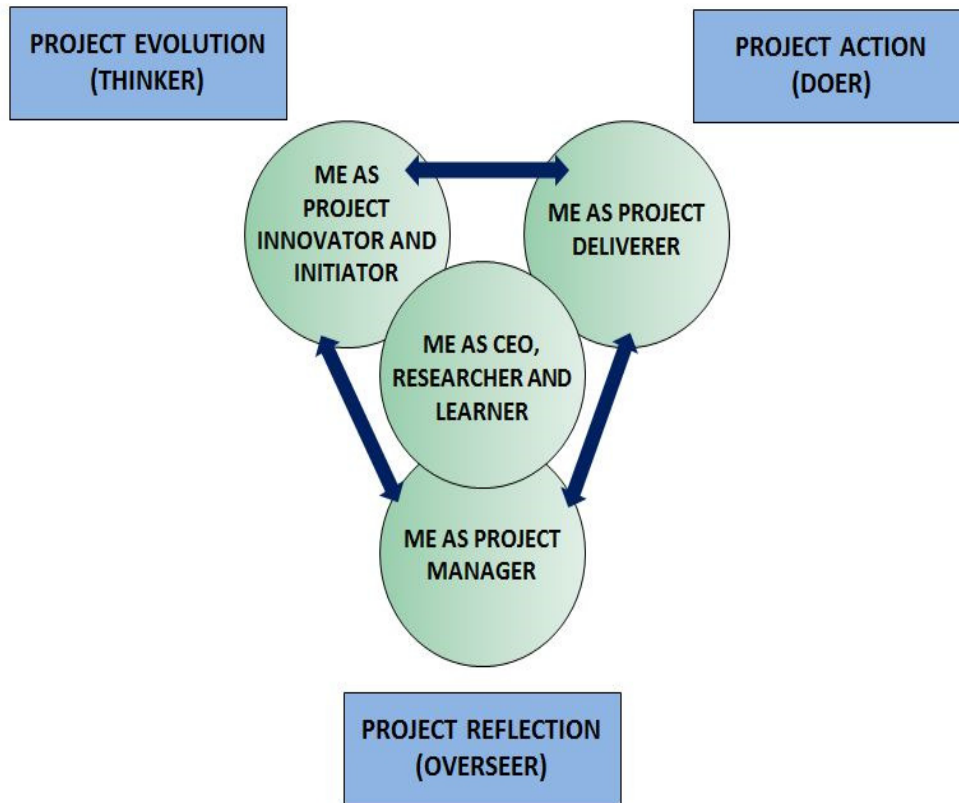 PROJECT EVOLUTION
(THINKER)
PROJECT ACTION
(DOER)
ME AS
PROJECT
INNOVATOR AND
INITIATOR
ME AS PROJECT
DELIVERER
ME AS CEO,
RESEARCHER AND
LEARNER
ME AS PROJECT
MANAGER
PROJECT REFLECTION
(OVERSEER)